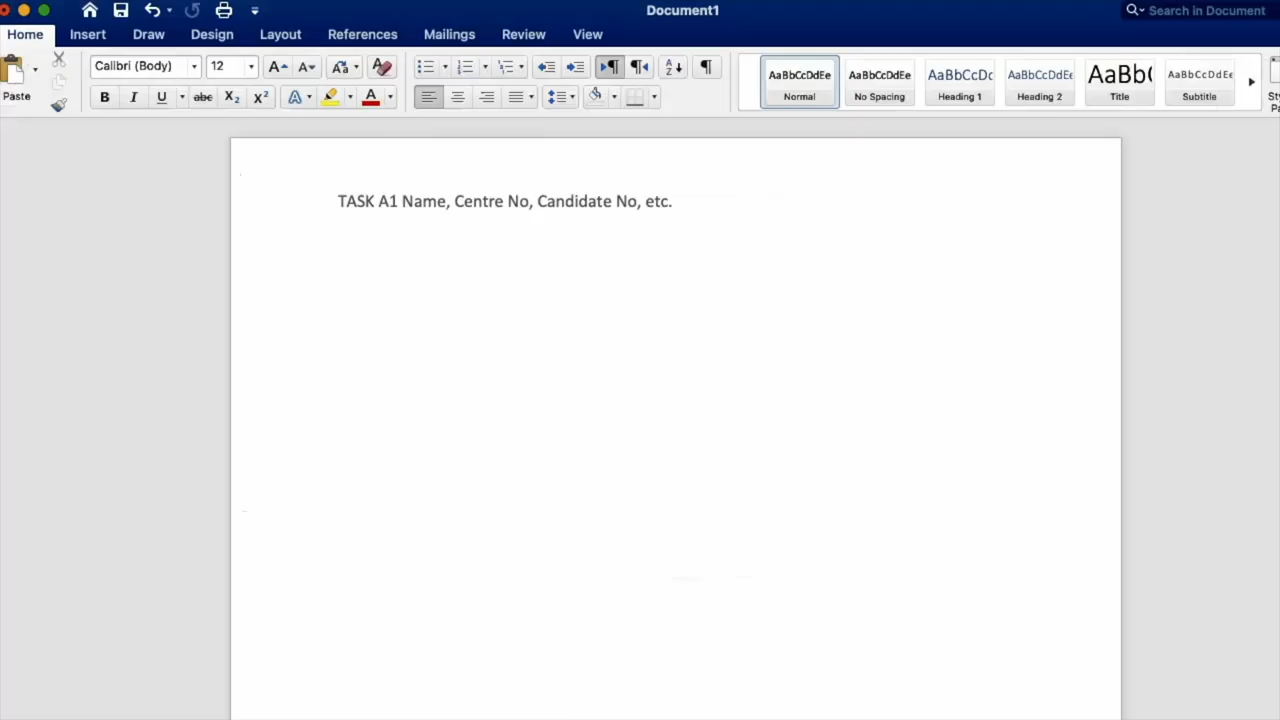 Document1
Search in Document
Home Insert Draw Design Layout References Mailings Review View
Paste
Calibri (Body) 12
AaBbCcDdEe AaBbCcDdEe AaBbCcDc AaBbCcDdEe AaBb( AaBbCcDdEe
Normal No Spacing Heading 1 Heading 2 Title Subtitle
TASK A1 Name, Centre No, Candidate No, etc.